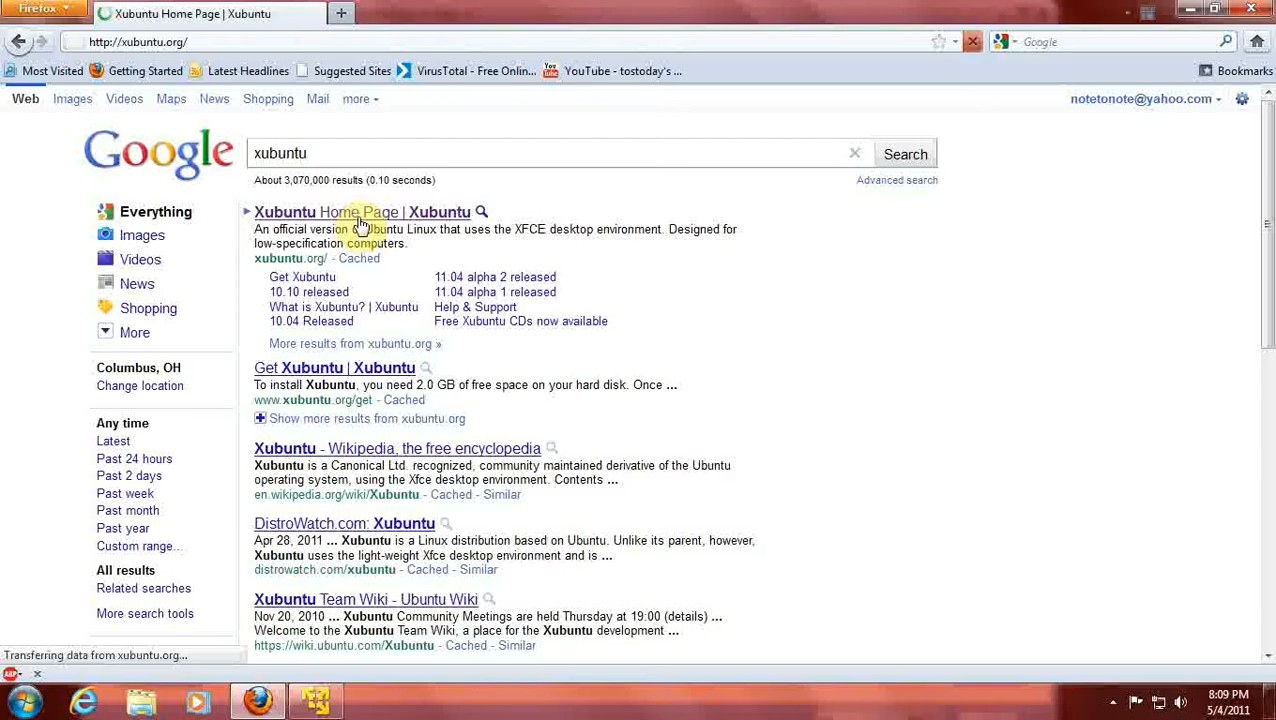 Firefox
Xubuntu Home Page | Xubuntu
http://xubuntu.org/
Google
Most Visited
Getting Started
Latest Headlines
Suggested Sites
VirusTotal - Free Onlin...
YouTube - tostoday's ...
Bookmarks
Web Images Videos Maps News Shopping Mail more
notetonote@yahoo.com
Google
xubuntu
Search
About 3,070,000 results (0.10 seconds)
Advanced search
Everything
Images
Videos
News
Shopping
More
Columbus, OH
Change location
Any time
Latest
Past 24 hours
Past 2 days
Past week
Past month
Past year
Custom range...
All results
Related searches
More search tools
Xubuntu Home Page | Xubuntu
An official version of Ubuntu Linux that uses the XFCE desktop environment. Designed for
low-specification computers.
xubuntu.org/ - Cached
Get Xubuntu
11.04 alpha 2 released
10.10 released
11.04 alpha 1 released
What is Xubuntu? | Xubuntu
Help & Support
10.04 Released
Free Xubuntu CDs now available
More results from xubuntu.org »
Get Xubuntu | Xubuntu
To install Xubuntu, you need 2.0 GB of free space on your hard disk. Once ...
www.xubuntu.org/get - Cached
Show more results from xubuntu.org
Xubuntu - Wikipedia, the free encyclopedia
Xubuntu is a Canonical Ltd. recognized, community maintained derivative of the Ubuntu
operating system, using the Xfce desktop environment. Contents ...
en.wikipedia.org/wiki/Xubuntu - Cached - Similar
DistroWatch.com: Xubuntu
Apr 28, 2011 ... Xubuntu is a Linux distribution based on Ubuntu. Unlike its parent, however,
Xubuntu uses the light-weight Xfce desktop environment and is ...
distrowatch.com/xubuntu - Cached - Similar
Xubuntu Team Wiki - Ubuntu Wiki
Nov 20, 2010 ... Xubuntu Community Meetings are held Thursday at 19:00 (details) ...
Welcome to the Xubuntu Team Wiki, a place for the Xubuntu development ...
https://wiki.ubuntu.com/Xubuntu - Cached - Similar
Transferring data from xubuntu.org...
ABP
8:09 PM
5/4/2011